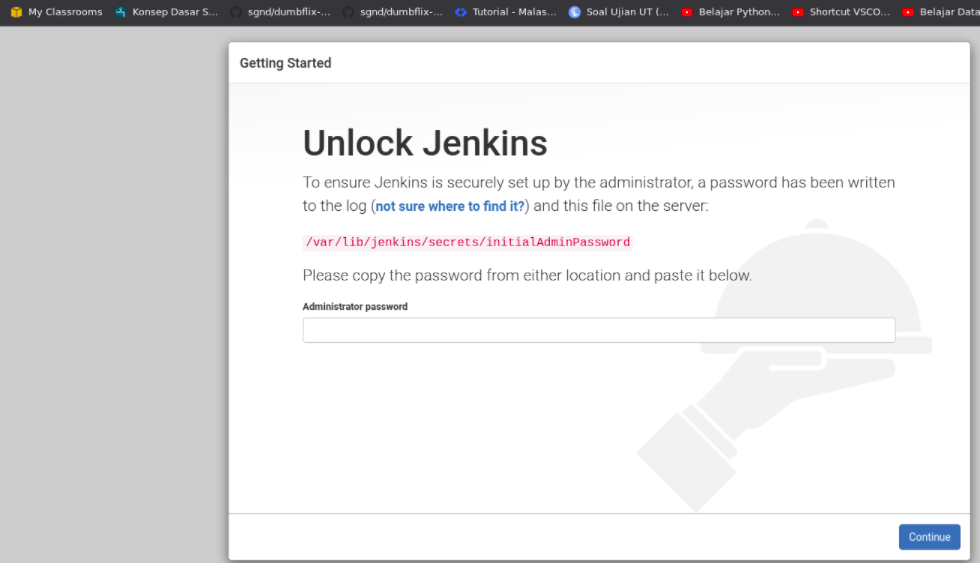 My Classrooms Konsep Dasar S... sgnd/dumbflix-... sgnd/dumbflix-... Tutorial - Malas... Soal Ujian UT (... Belajar Python... Shortcut VSCO... Belajar Data
Getting Started
Unlock Jenkins
To ensure Jenkins is securely set up by the administrator, a password has been written
to the log (not sure where to find it?) and this file on the server:
/var/lib/jenkins/secrets/initialAdminPassword
Please copy the password from either location and paste it below.
Administrator password
Continue